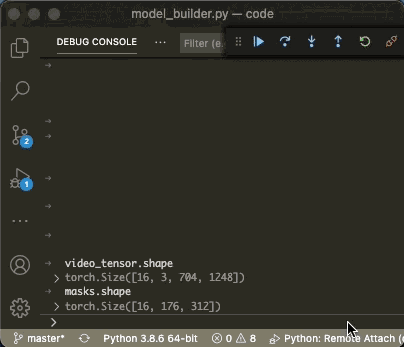 model_builder.py — code
DEBUG CONSOLE ... Filter (e.
2
1
video_tensor.shape
torch.Size([16, 3, 704, 1248])
masks.shape
torch.Size([16, 176, 312])
master* Python 3.8.6 64-bit 0 8 Python: Remote Attach (